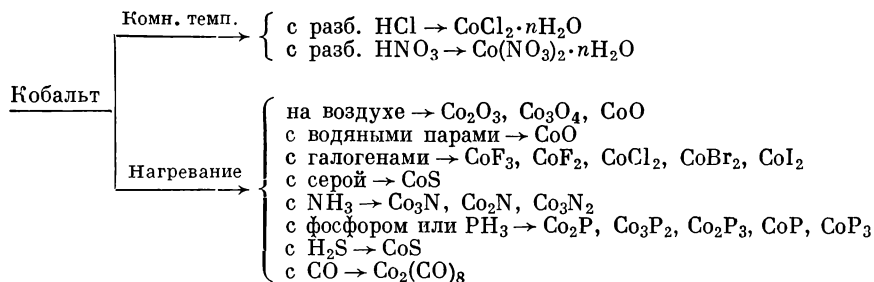 Комн. темп.
с разб. HCl → CoCl₂·nH₂O
с разб. HNO₃ → Co(NO₃)₂·nH₂O
Кобальт
Нагревание
на воздухе → Co₂O₃, Co₃O₄, CoO
с водяными парами → CoO
с галогенами → CoF₃, CoF₂, CoCl₂, CoBr₂, CoI₂
с серой → CoS
с NH₃ → Co₃N, Co₂N, Co₃N₂
с фосфором или PH₃ → Co₂P, Co₃P₂, Co₂P₃, CoP, CoP₃
с H₂S → CoS
с CO → Co₂(CO)₈